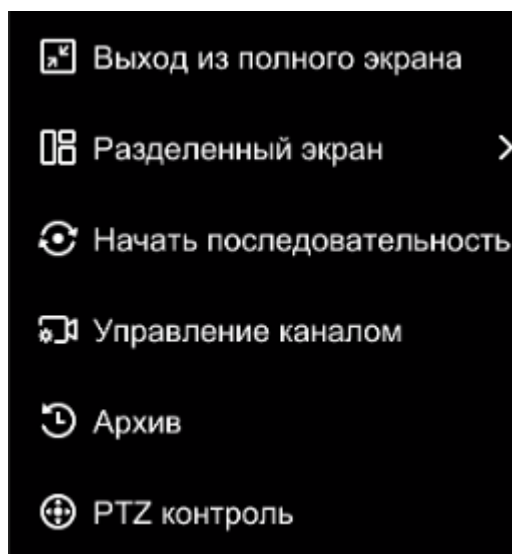 Выход из полного экрана
Разделенный экран
Начать последовательность
Управление каналом
Архив
PTZ контроль